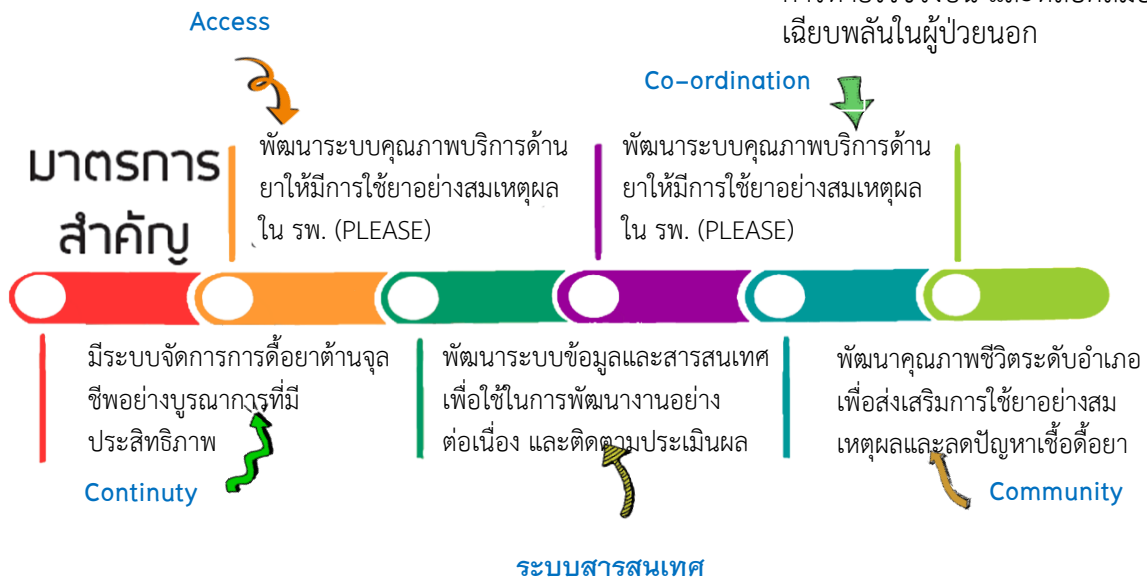 เฉียบพลันในผู้ป่วยนอก
Access
Co-ordination
มาตรการ
สำคัญ
พัฒนาระบบคุณภาพบริการด้าน
ยาให้มีการใช้ยาอย่างสมเหตุผล
ใน รพ. (PLEASE)
พัฒนาระบบคุณภาพบริการด้าน
ยาให้มีการใช้ยาอย่างสมเหตุผล
ใน รพ. (PLEASE)
มีระบบจัดการการดื้อยาต้านจุล
ชีพอย่างบูรณาการที่มี
ประสิทธิภาพ
Continuty
พัฒนาระบบข้อมูลและสารสนเทศ
เพื่อใช้ในการพัฒนางานอย่าง
ต่อเนื่อง และติดตามประเมินผล
พัฒนาคุณภาพชีวิตระดับอำเภอ
เพื่อส่งเสริมการใช้ยาอย่างสม
เหตุผลและลดปัญหาเชื้อดื้อยา
Community
ระบบสารสนเทศ